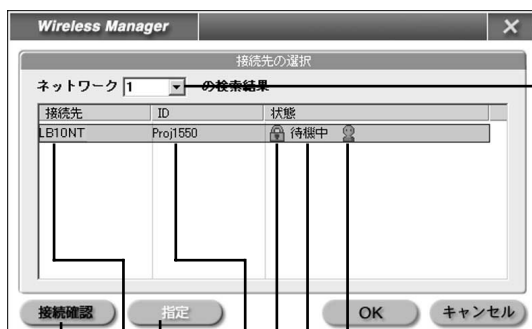 Wireless Manager
接続先の選択
ネットワーク 1 の検索結果
接続先 ID 状態
LB10NT Proj1550 待機中
接続確認 指定 OK キャンセル